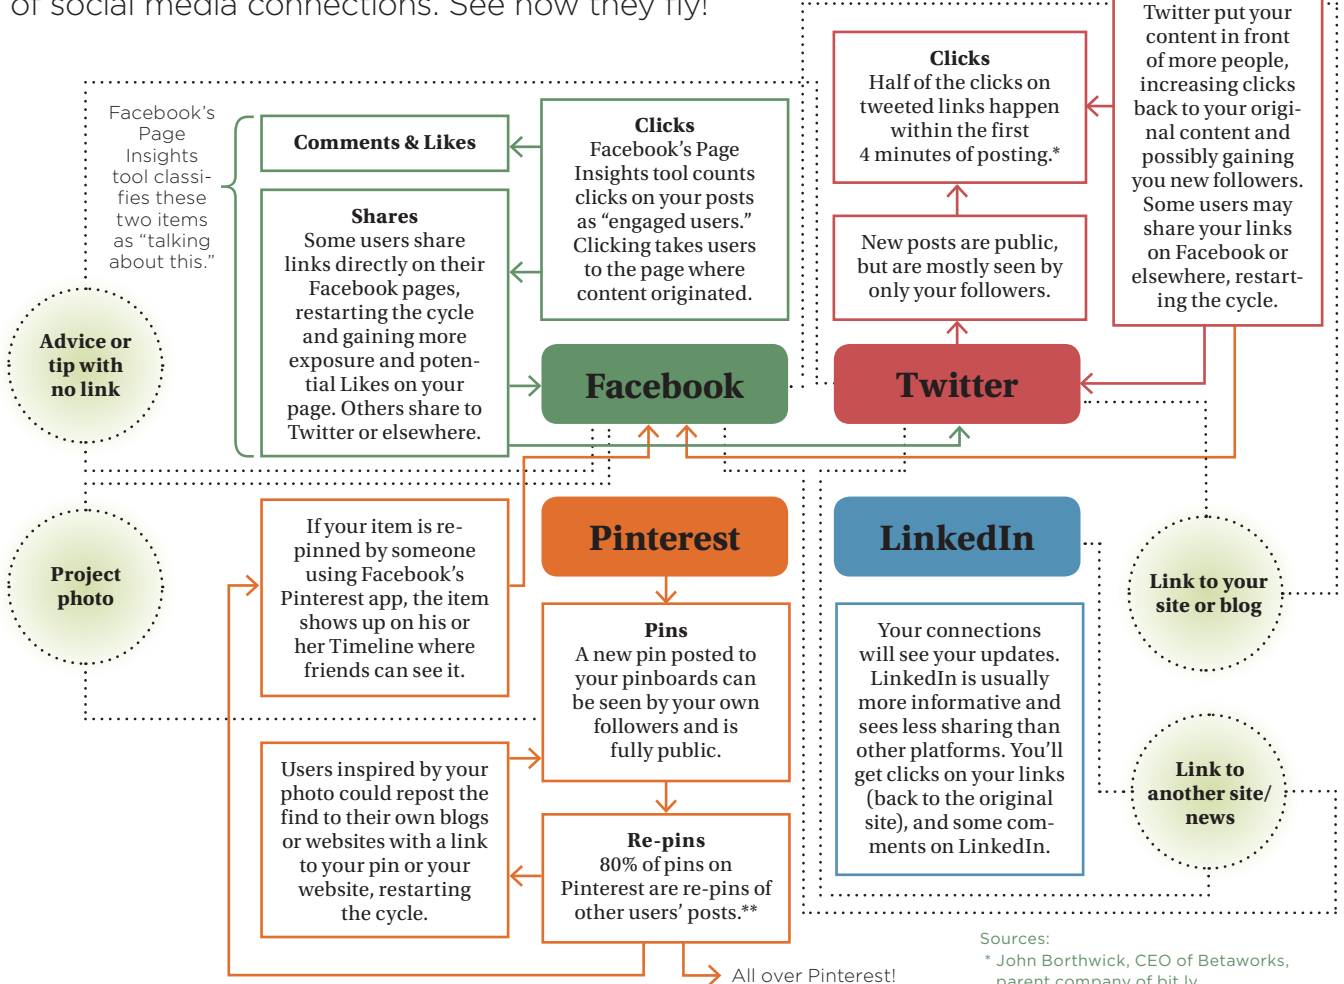 of social media connections. See how they fly!
Facebook's
Page
Insights
tool classi-
fies these
two items
as "talking
about this."
Comments & Likes
Shares
Some users share
links directly on their
Facebook pages,
restarting the cycle
and gaining more
exposure and poten-
tial Likes on your
page. Others share to
Twitter or elsewhere.
Clicks
Facebook's Page
Insights tool counts
clicks on your posts
as "engaged users."
Clicking takes users
to the page where
content originated.
Clicks
Half of the clicks on
tweeted links happen
within the first
4 minutes of posting.*
New posts are public,
but are mostly seen by
only your followers.
Twitter put your
content in front
of more people,
increasing clicks
back to your origi-
nal content and
possibly gaining
you new followers.
Some users may
share your links
on Facebook or
elsewhere, restart-
ing the cycle.
Advice or
tip with
no link
Facebook
Twitter
Project
photo
If your item is re-
pinned by someone
using Facebook's
Pinterest app, the item
shows up on his or
her Timeline where
friends can see it.
Pinterest
LinkedIn
Link to your
site or blog
Pins
A new pin posted to
your pinboards can
be seen by your own
followers and is
fully public.
Your connections
will see your updates.
LinkedIn is usually
more informative and
sees less sharing than
other platforms. You'll
get clicks on your links
(back to the original
site), and some com-
ments on LinkedIn.
Users inspired by your
photo could repost the
find to their own blogs
or websites with a link
to your pin or your
website, restarting
the cycle.
Re-pins
80% of pins on
Pinterest are re-pins of
other users' posts.**
Link to
another site/
news
All over Pinterest!
Sources:
* John Borthwick, CEO of Betaworks,
parent company of bit.ly